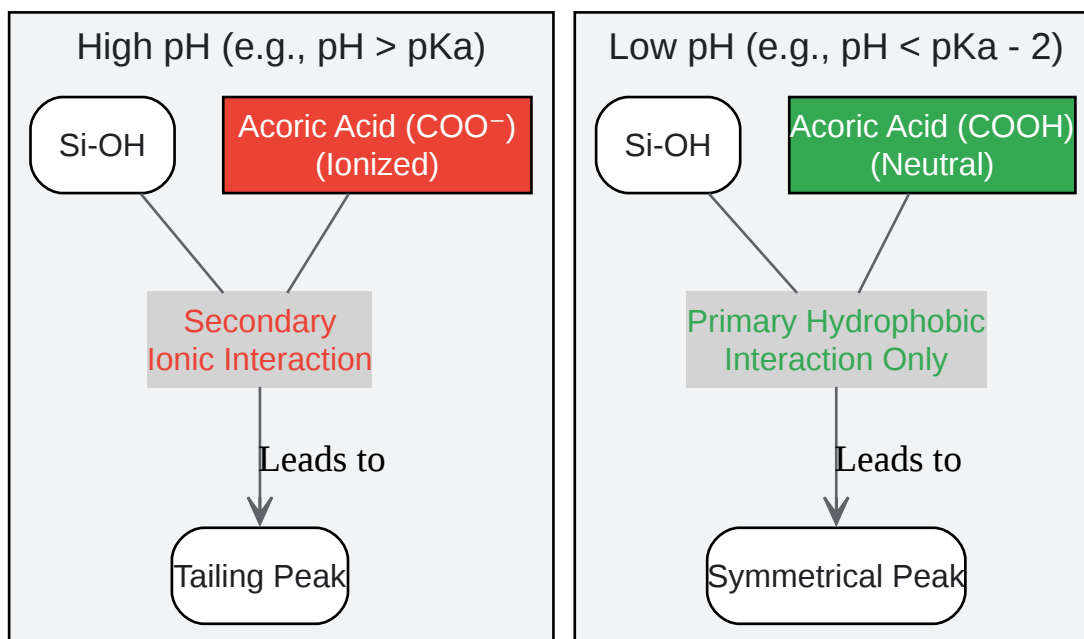 High pH (e.g., pH > pKa)
Si-OH
Acoric Acid (COO⁻)
(Ionized)
Secondary
Ionic Interaction
Leads to
Tailing Peak
Low pH (e.g., pH < pKa - 2)
Si-OH
Acoric Acid (COOH)
(Neutral)
Primary Hydrophobic
Interaction Only
Leads to
Symmetrical Peak